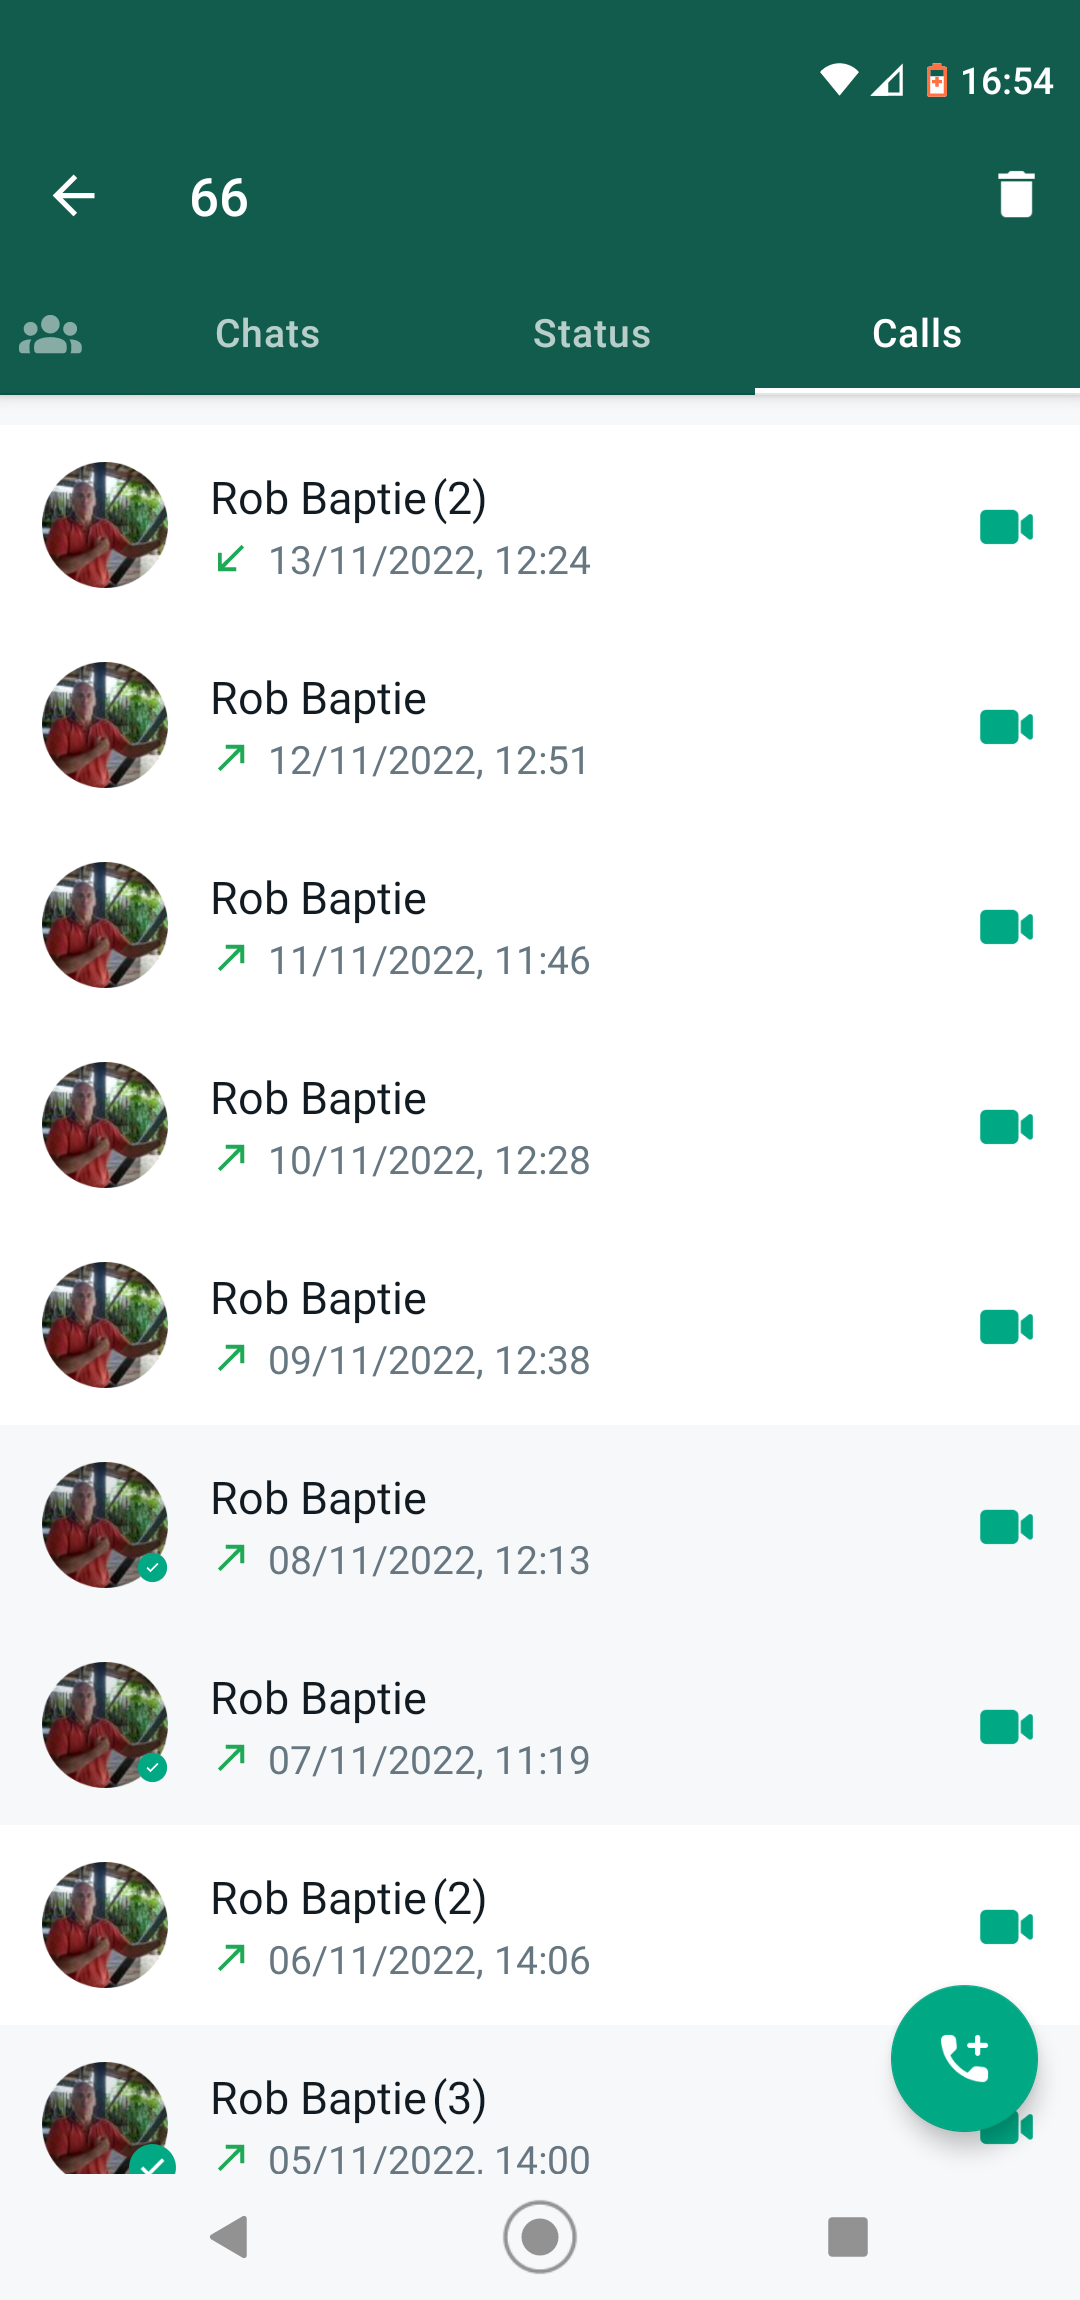 16:54
66
Chats Status Calls
Rob Baptie (2)
13/11/2022, 12:24
Rob Baptie
12/11/2022, 12:51
Rob Baptie
11/11/2022, 11:46
Rob Baptie
10/11/2022, 12:28
Rob Baptie
09/11/2022, 12:38
Rob Baptie
08/11/2022, 12:13
Rob Baptie
07/11/2022, 11:19
Rob Baptie (2)
06/11/2022, 14:06
Rob Baptie (3)
05/11/2022, 14:00